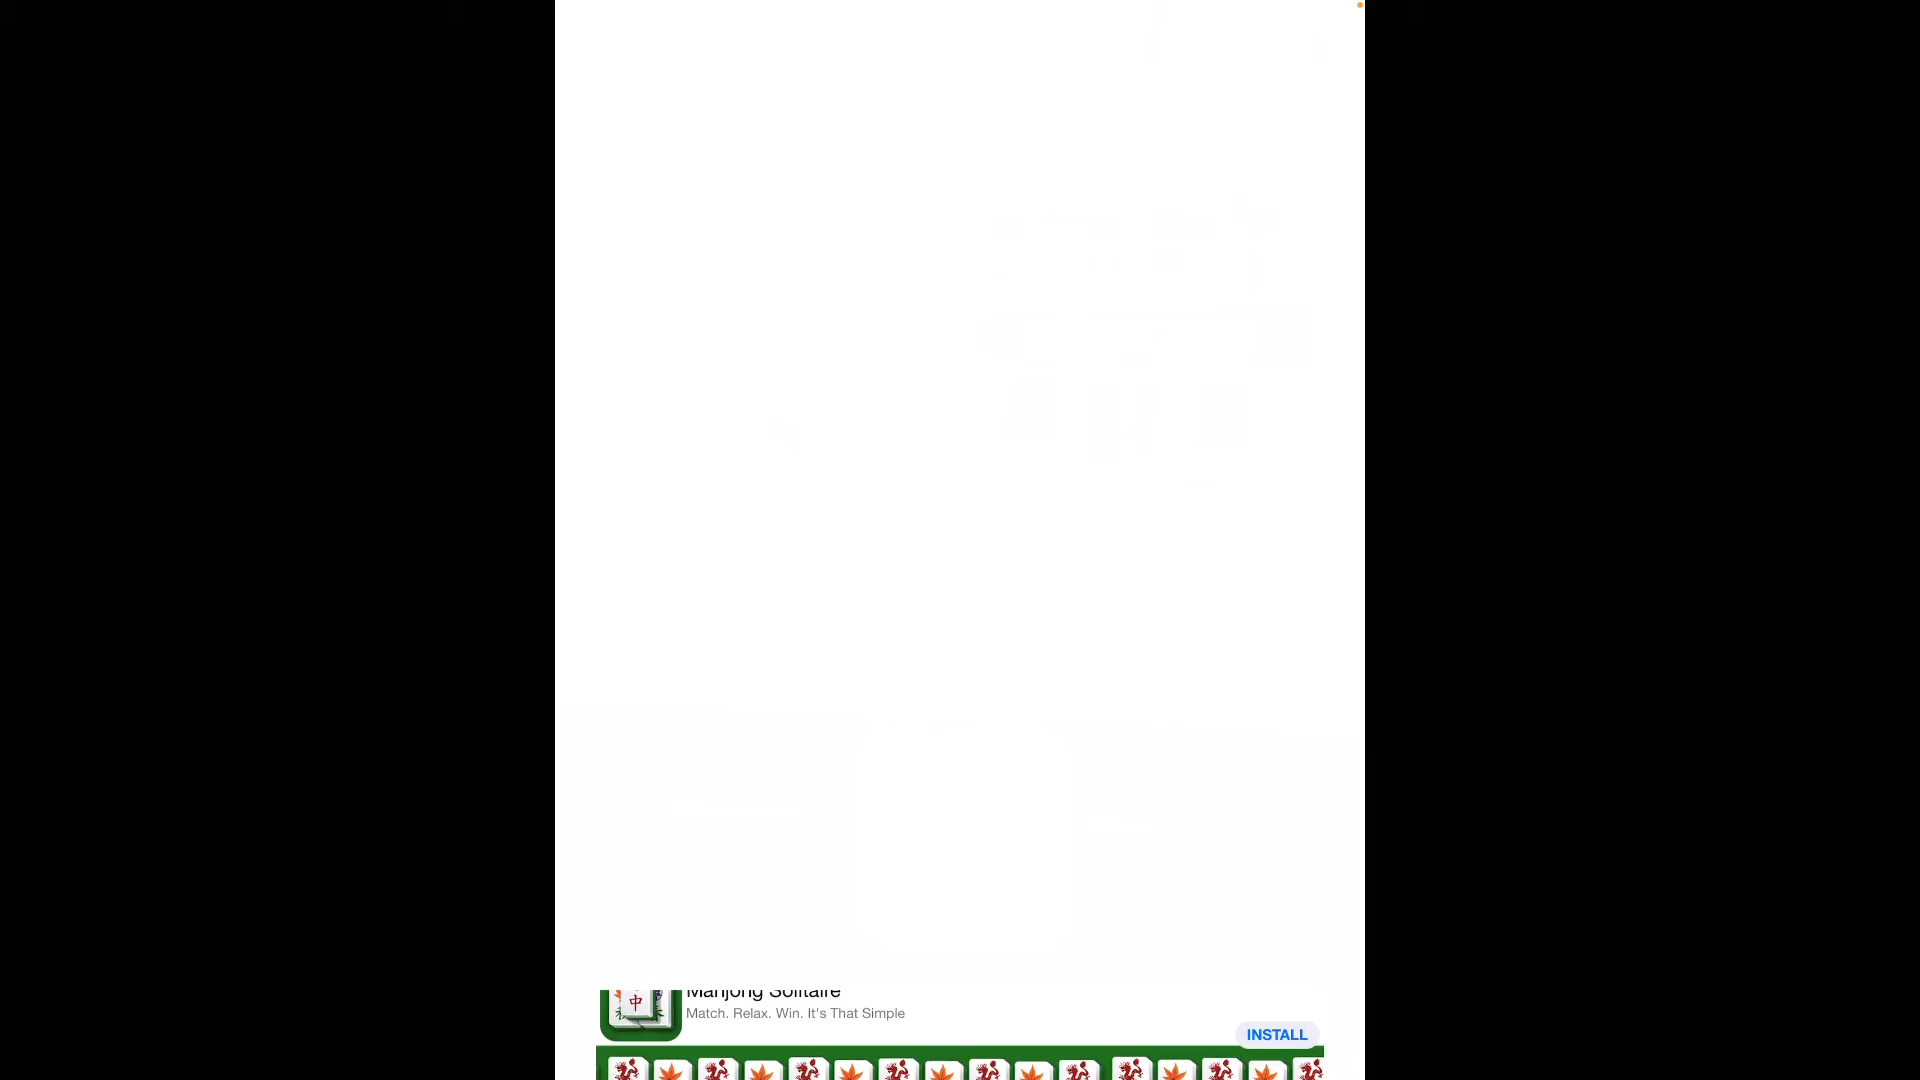 Mahjong Solitaire
Match. Relax. Win. It's That Simple
INSTALL
中